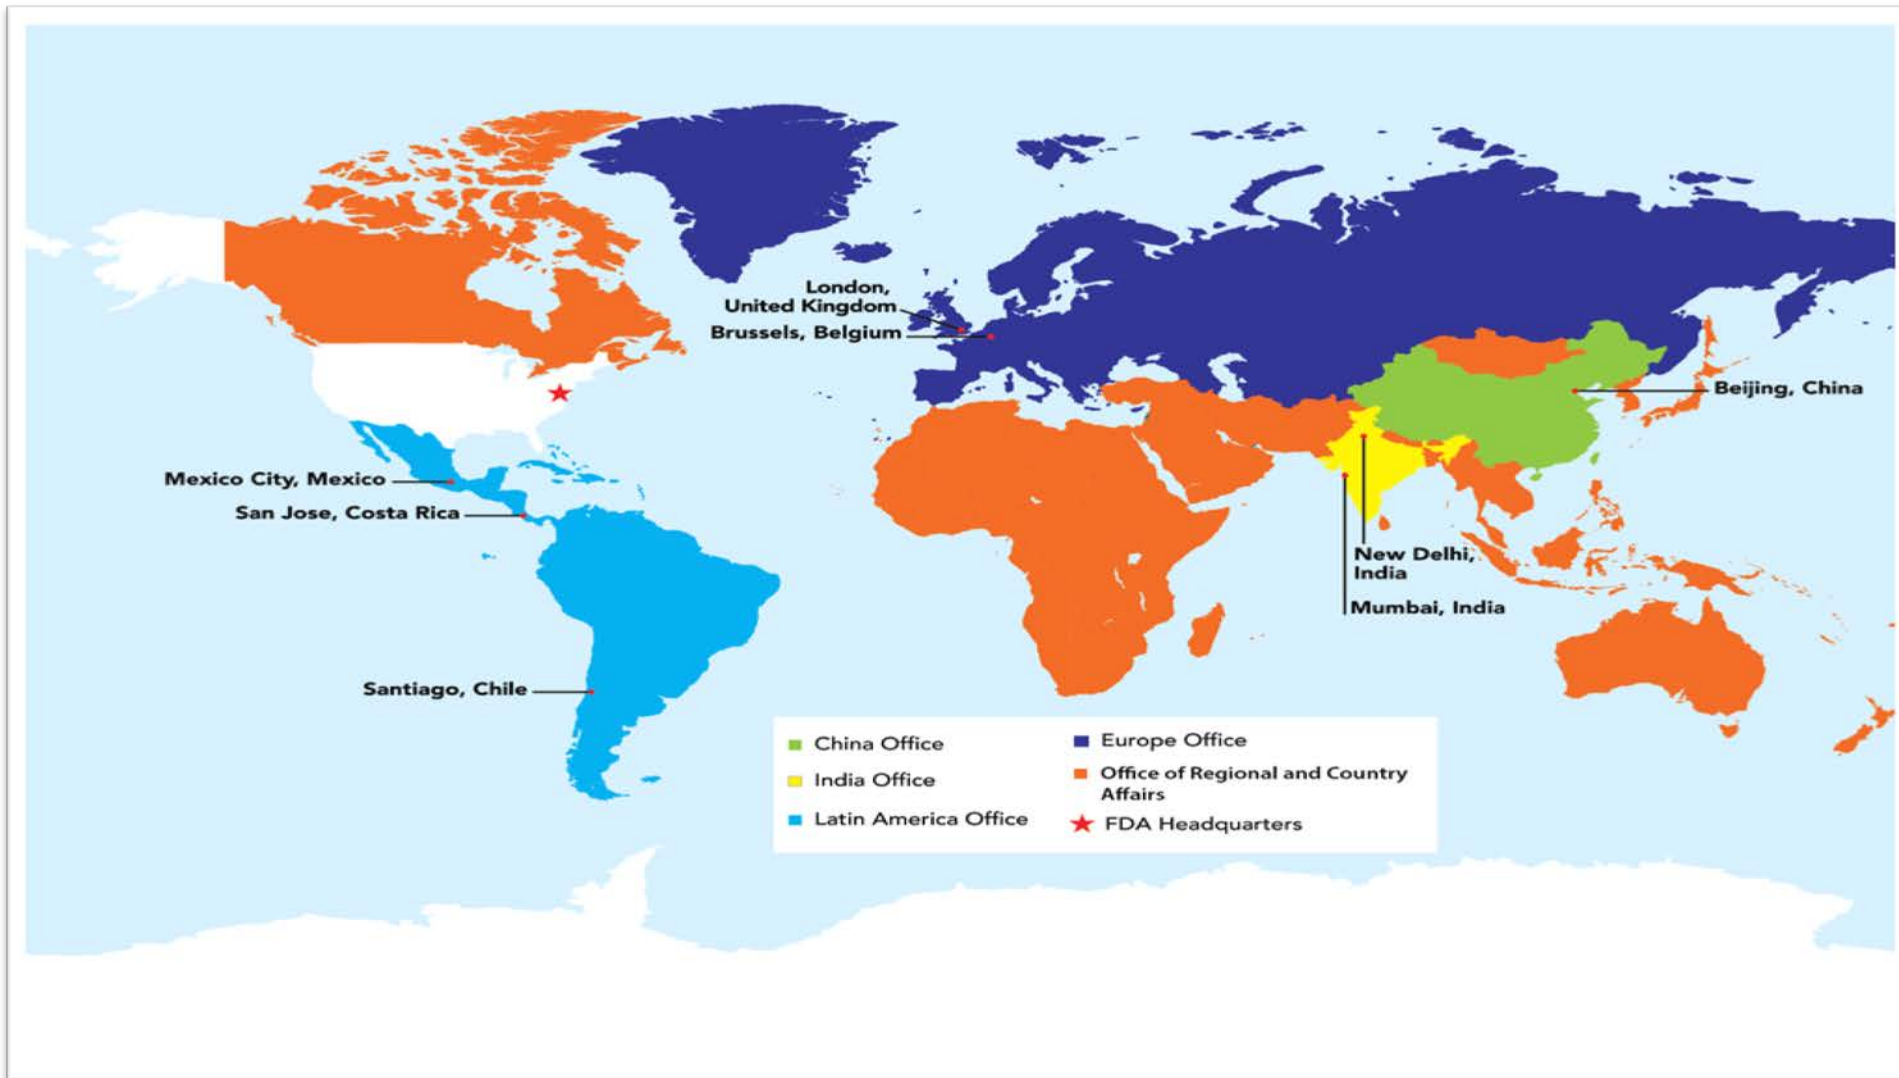 London,
United Kingdom
Brussels, Belgium
Beijing, China
Mexico City, Mexico
San Jose, Costa Rica
New Delhi,
India
Mumbai, India
Santiago, Chile
China Office
India Office
Latin America Office
Europe Office
Office of Regional and Country
Affairs
FDA Headquarters